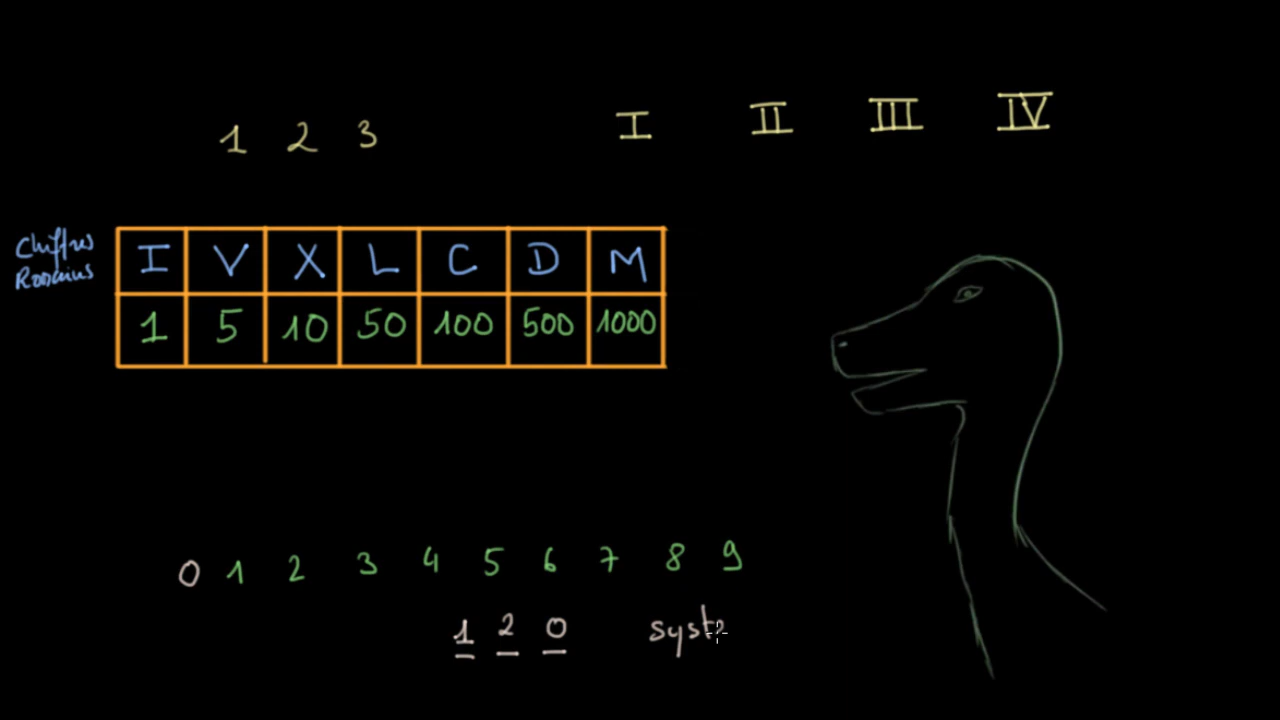 1 2 3 I II III IV
Chiffres
Romains
I V X L C D M
1 5 10 50 100 500 1000
0 1 2 3 4 5 6 7 8 9
1 2 0 syste